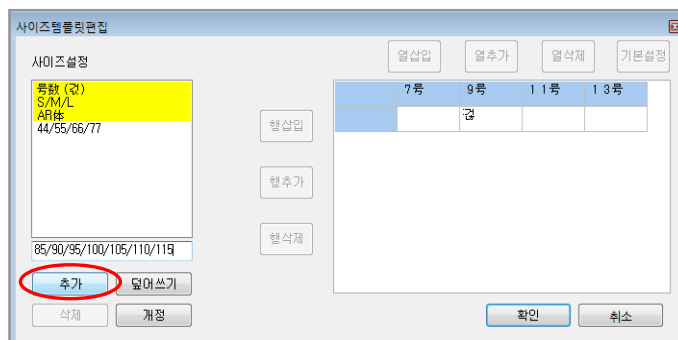 사이즈템플릿편집
사이즈설정
열삽입 열추가 열삭제 기본설정
号数 (겂)
S/M/L
AR体
44/55/66/77
85/90/95/100/105/110/115
추가 덮어쓰기
삭제 개정
행삽입
행추가
행삭제
7号 9号 11号 13号
확인 취소